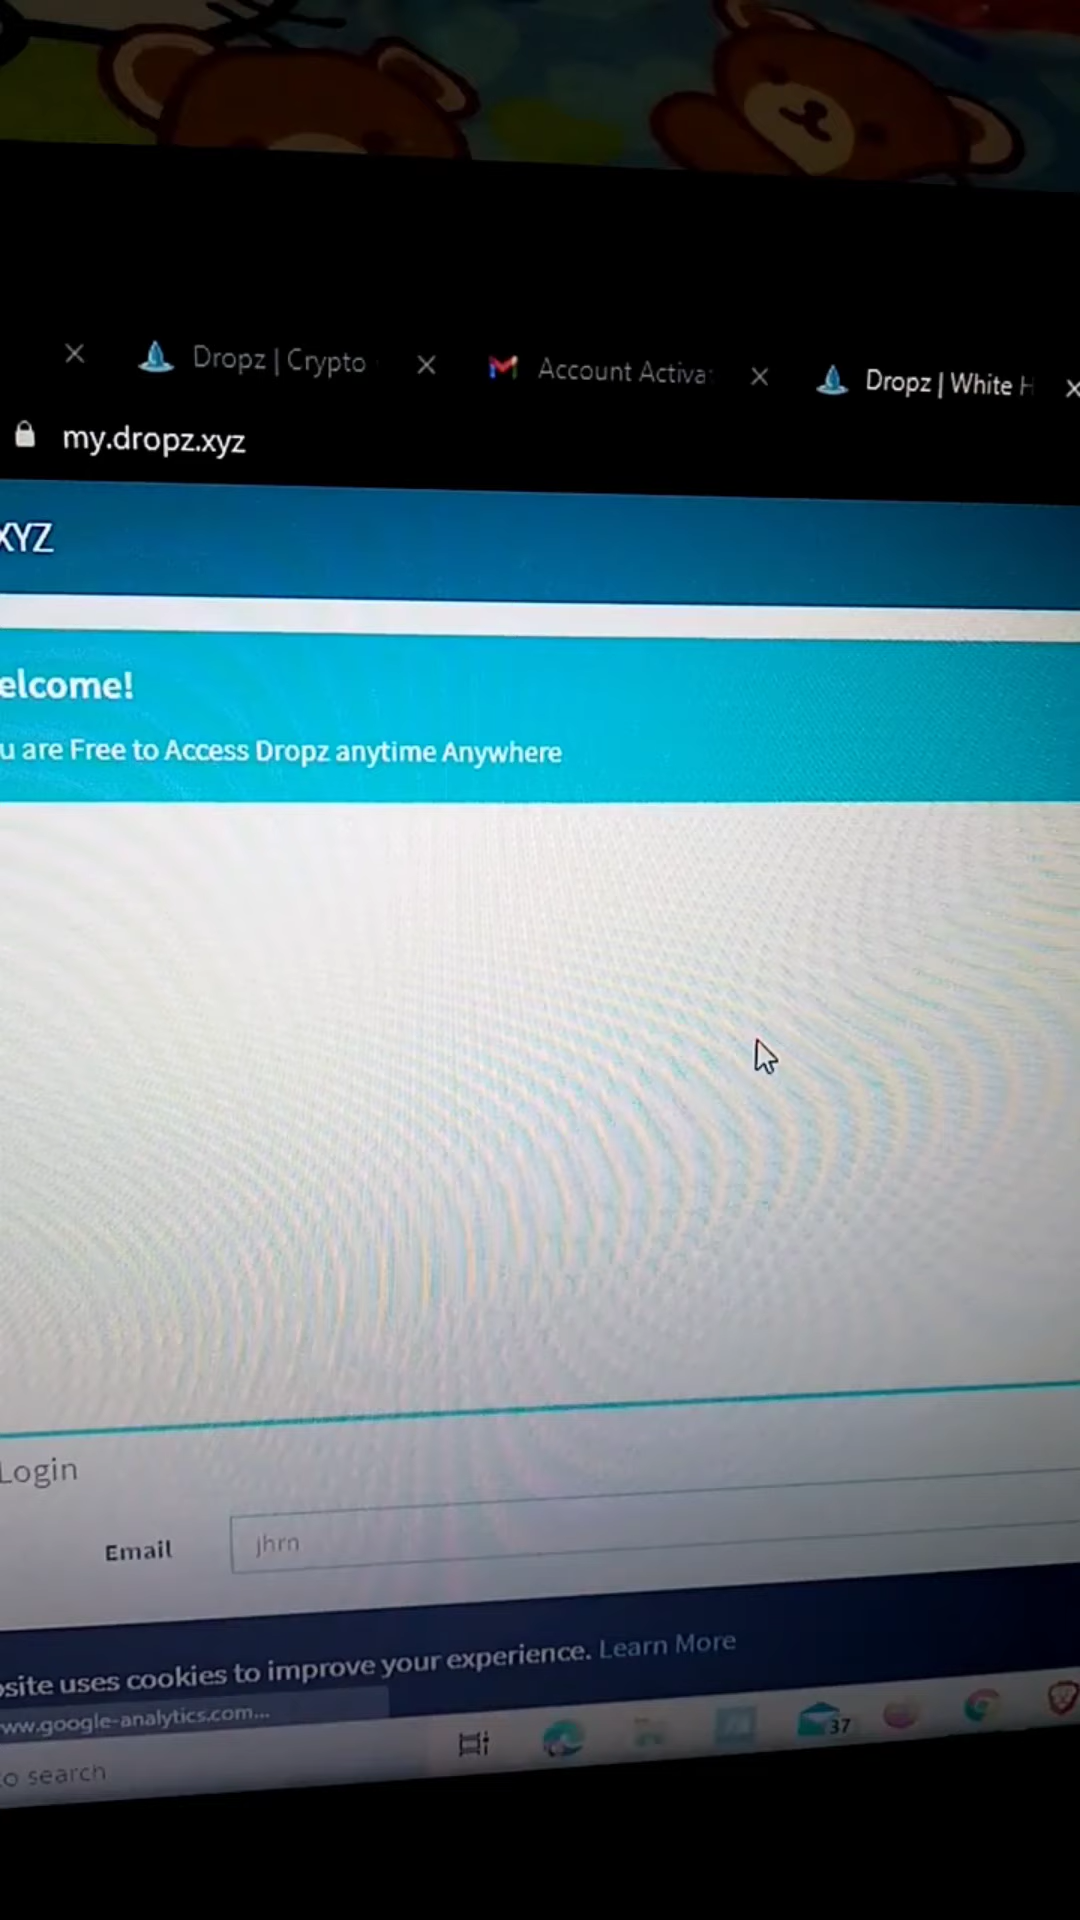 Dropz | Crypto
Account Activa
Dropz | White H
my.dropz.xyz
XYZ
elcome!
u are Free to Access Dropz anytime Anywhere
Login
Email
jhrn
site uses cookies to improve your experience. Learn More
ww.google-analytics.com...
37
o search